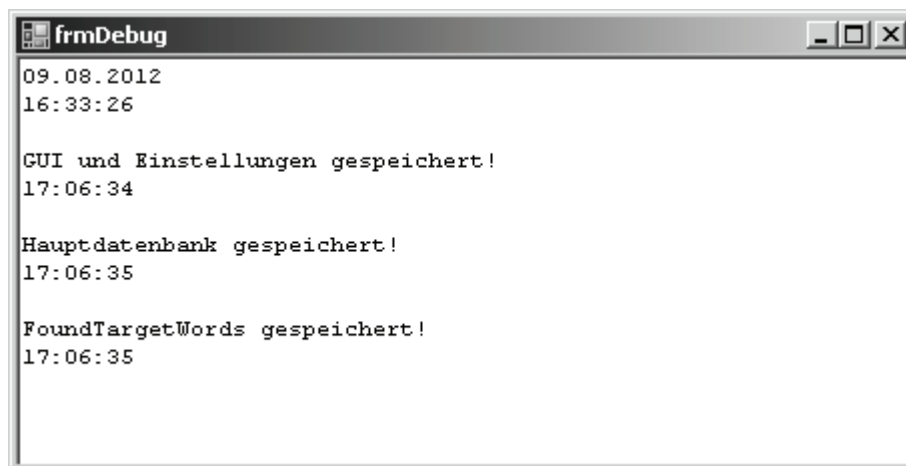 frmDebug
09.08.2012
16:33:26
GUI und Einstellungen gespeichert!
17:06:34
Hauptdatenbank gespeichert!
17:06:35
FoundTargetWords gespeichert!
17:06:35